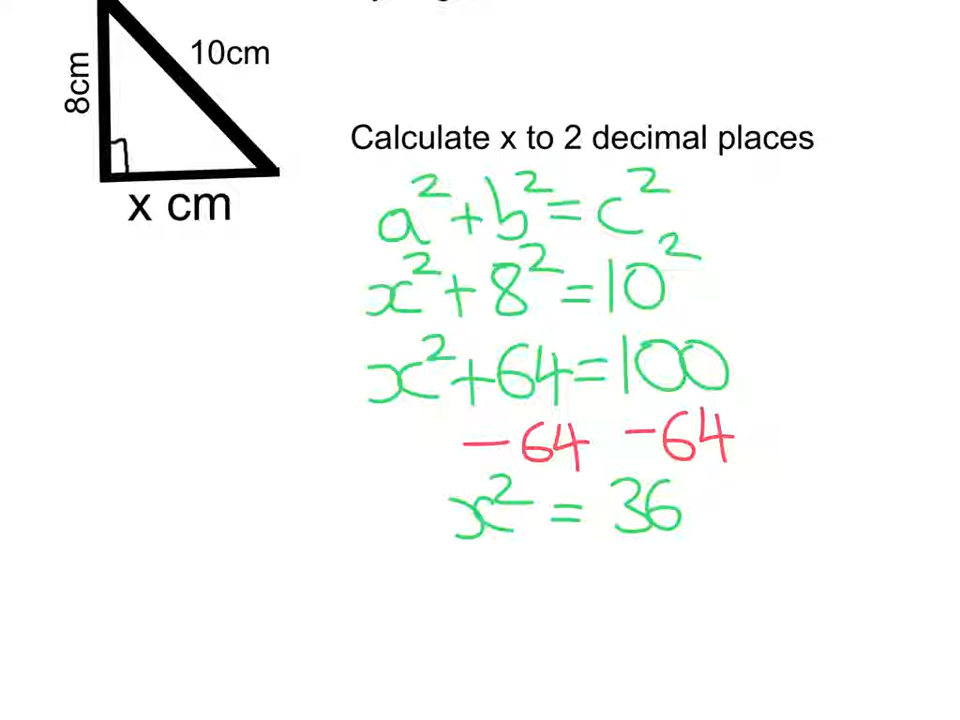 10cm
8cm
x cm
Calculate x to 2 decimal places
a² + b² = c²
x² + 8² = 10²
x² + 64 = 100
- 64 - 64
x² = 36